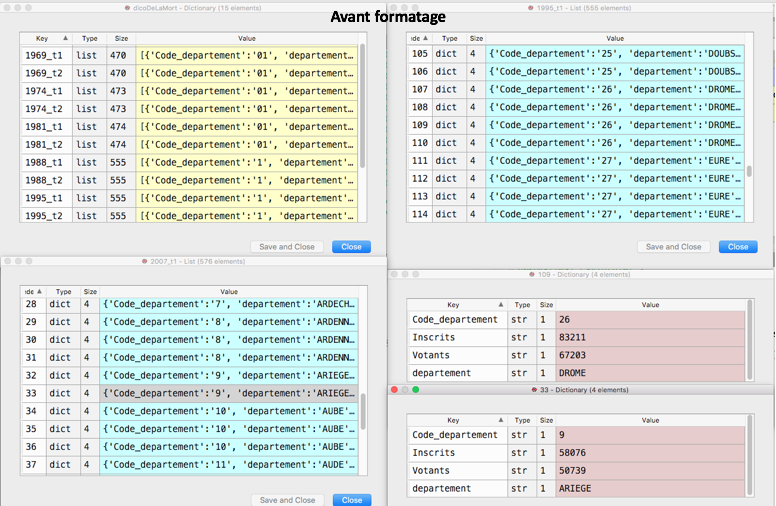 Avant formatage
dicoDeLaMort - Dictionary (15 elements)
Key Type Size Value
1969_t1 list 470 [{'Code_departement':'01', 'departement…
1969_t2 list 470 [{'Code_departement':'01', 'departement…
1974_t1 list 473 [{'Code_departement':'01', 'departement…
1974_t2 list 473 [{'Code_departement':'01', 'departement…
1981_t1 list 474 [{'Code_departement':'01', 'departement…
1981_t2 list 474 [{'Code_departement':'01', 'departement…
1988_t1 list 555 [{'Code_departement':'1', 'departement'…
1988_t2 list 555 [{'Code_departement':'1', 'departement'…
1995_t1 list 555 [{'Code_departement':'1', 'departement'…
1995_t2 list 555 [{'Code_departement':'1', 'departement'…
Save and Close Close
1995_t1 - List (555 elements)
Type Size Value
105 dict 4 {'Code_departement':'25', 'departement':'DOUBS…
106 dict 4 {'Code_departement':'25', 'departement':'DOUBS…
107 dict 4 {'Code_departement':'26', 'departement':'DROME…
108 dict 4 {'Code_departement':'26', 'departement':'DROME…
109 dict 4 {'Code_departement':'26', 'departement':'DROME…
110 dict 4 {'Code_departement':'26', 'departement':'DROME…
111 dict 4 {'Code_departement':'27', 'departement':'EURE'…
112 dict 4 {'Code_departement':'27', 'departement':'EURE'…
113 dict 4 {'Code_departement':'27', 'departement':'EURE'…
114 dict 4 {'Code_departement':'27', 'departement':'EURE'…
Save and Close Close
2007_t1 - List (576 elements)
Type Size Value
28 dict 4 {'Code_departement':'7', 'departement':'ARDECH…
29 dict 4 {'Code_departement':'8', 'departement':'ARDENN…
30 dict 4 {'Code_departement':'8', 'departement':'ARDENN…
31 dict 4 {'Code_departement':'8', 'departement':'ARDENN…
32 dict 4 {'Code_departement':'9', 'departement':'ARIEGE…
33 dict 4 {'Code_departement':'9', 'departement':'ARIEGE…
34 dict 4 {'Code_departement':'10', 'departement':'AUBE'…
35 dict 4 {'Code_departement':'10', 'departement':'AUBE'…
36 dict 4 {'Code_departement':'10', 'departement':'AUBE'…
37 dict 4 {'Code_departement':'11', 'departement':'AUDE'…
Save and Close Close
109 - Dictionary (4 elements)
Key Type Size Value
Code_departement str 1 26
Inscrits str 1 83211
Votants str 1 67203
departement str 1 DROME
33 - Dictionary (4 elements)
Key Type Size Value
Code_departement str 1 9
Inscrits str 1 58076
Votants str 1 50739
departement str 1 ARIEGE